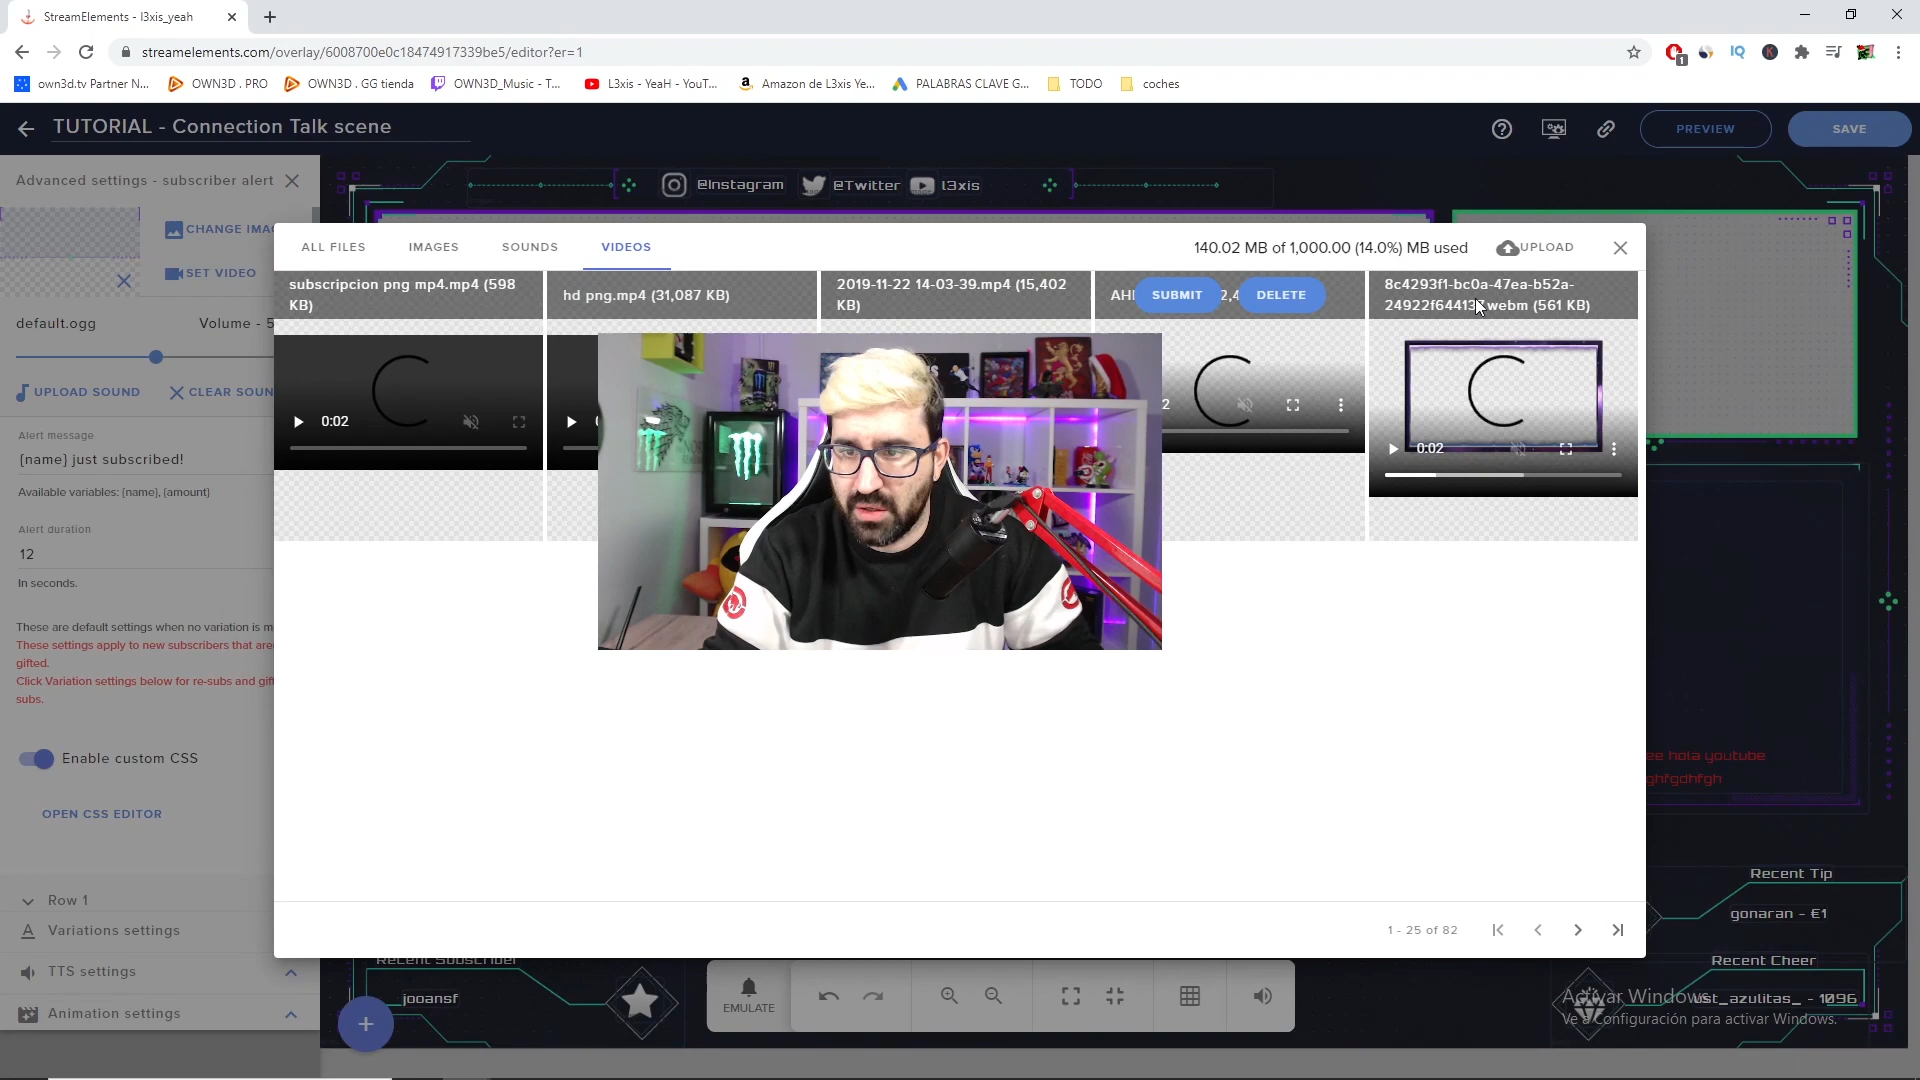 StreamElements - l3xis_yeah
streamelements.com/overlay/6008700e0c18474917339be5/editor?er=1
1
own3d.tv Partner N...
OWN3D . PRO
OWN3D . GG tienda
OWN3D_Music - T...
L3xis - YeaH - YouT...
Amazon de L3xis Ye...
PALABRAS CLAVE G...
TODO
coches
TUTORIAL - Connection Talk scene
PREVIEW
SAVE
Advanced settings - subscriber alert
@Instagram
@Twitter
l3xis
CHANGE IMAG
SET VIDEO
default.ogg
Volume - 5
UPLOAD SOUND
CLEAR SOUN
Alert message
{name} just subscribed!
Available variables: {name}, {amount}
Alert duration
12
In seconds.
These are default settings when no variation is m
These settings apply to new subscribers that are
gifted.
Click Variation settings below for re-subs and gif
subs.
Enable custom CSS
OPEN CSS EDITOR
Row 1
Variations settings
TTS settings
Animation settings
ALL FILES
IMAGES
SOUNDS
VIDEOS
140.02 MB of 1,000.00 (14.0%) MB used
UPLOAD
subscripcion png mp4.mp4 (598
KB)
hd png.mp4 (31,087 KB)
2019-11-22 14-03-39.mp4 (15,402
KB)
SUBMIT
DELETE
8c4293f1-bc0a-47ea-b52a-
webm (561 KB)
0:02
0:02
1 - 25 of 82
ee hola youtube
ghfgdhfgh
Recent Tip
gonaran - €1
Recent Cheer
Recent Subscriber
jooansf
EMULATE
Activar Windows
Ve a Configuración para activar Windows.